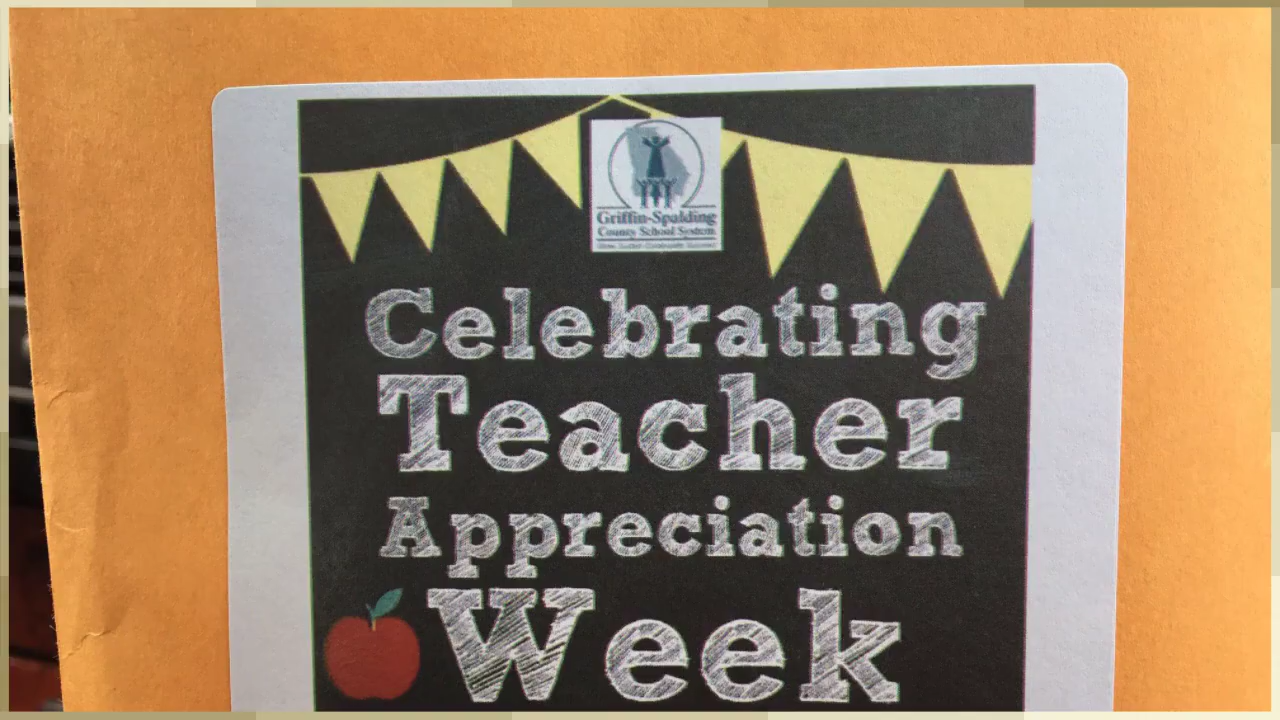 Griffin-Spalding
County School System
Celebrating
Teacher
Appreciation
Week